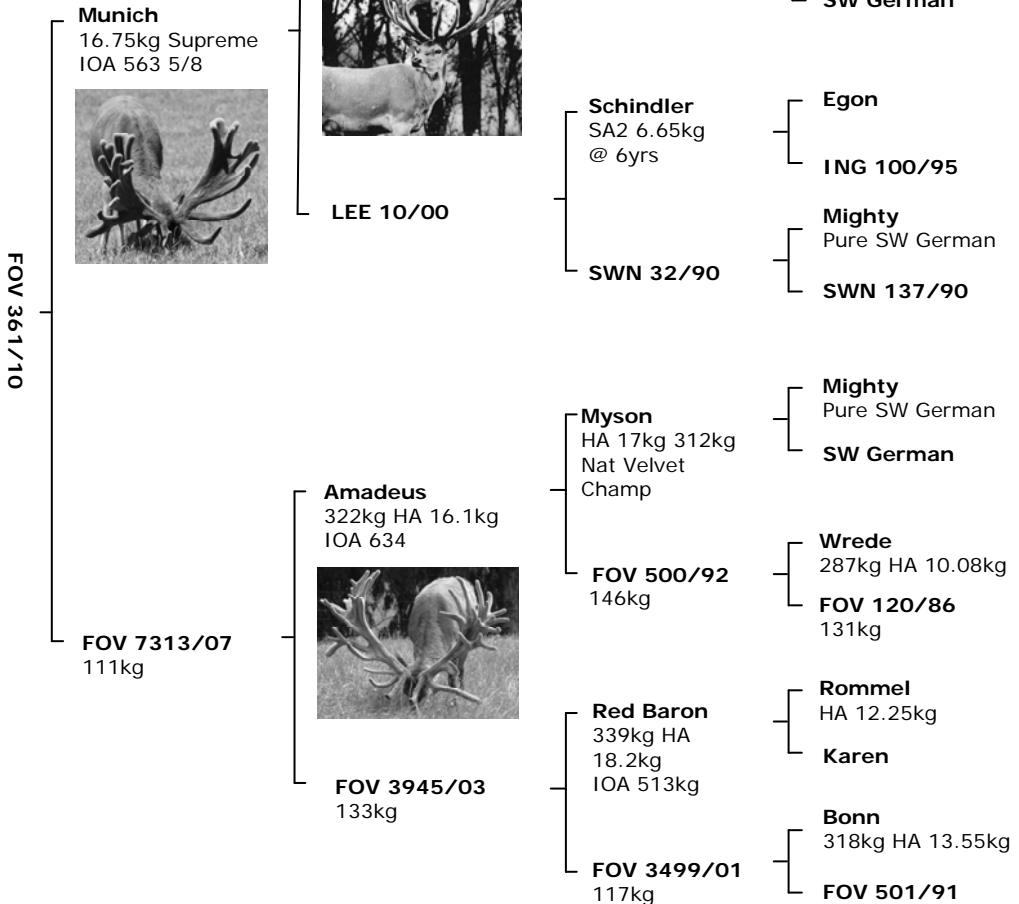 SW German
Munich
16.75kg Supreme
IOA 563 5/8
Schindler
SA2 6.65kg
@ 6yrs
Egon
ING 100/95
LEE 10/00
Mighty
Pure SW German
SWN 32/90
SWN 137/90
FOV 361/10
Mighty
Pure SW German
Myson
HA 17kg 312kg
Nat Velvet
Champ
SW German
Amadeus
322kg HA 16.1kg
IOA 634
Wrede
287kg HA 10.08kg
FOV 500/92
146kg
FOV 120/86
131kg
FOV 7313/07
111kg
Rommel
HA 12.25kg
Red Baron
339kg HA
18.2kg
IOA 513kg
Karen
FOV 3945/03
133kg
Bonn
318kg HA 13.55kg
FOV 3499/01
117kg
FOV 501/91